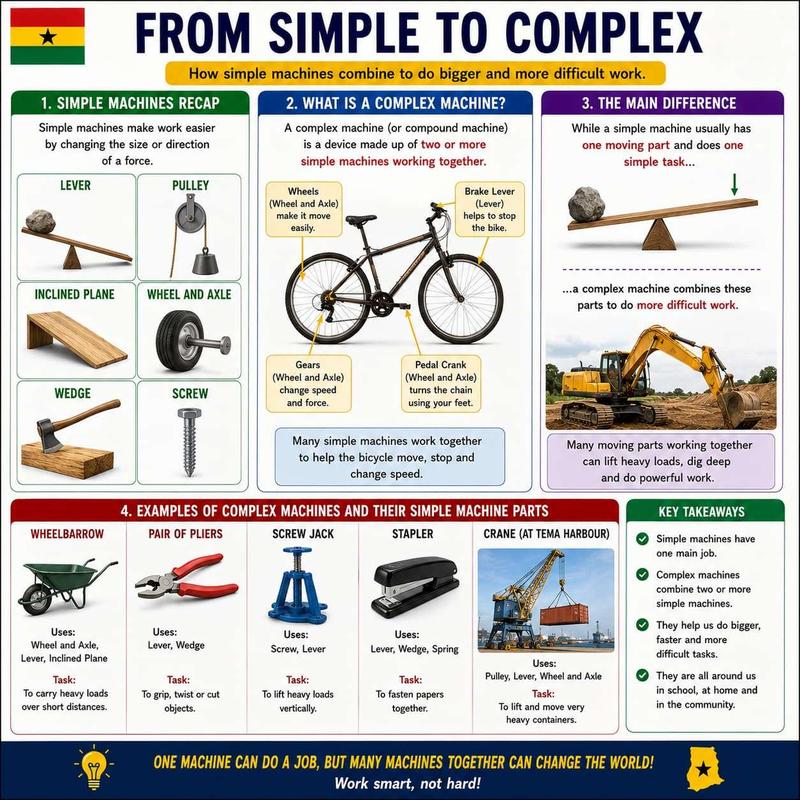 FROM SIMPLE TO COMPLEX
How simple machines combine to do bigger and more difficult work.
1. SIMPLE MACHINES RECAP
Simple machines make work easier
by changing the size or direction
of a force.
LEVER
PULLEY
INCLINED PLANE
WHEEL AND AXLE
WEDGE
SCREW
2. WHAT IS A COMPLEX MACHINE?
A complex machine (or compound machine)
is a device made up of two or more
simple machines working together.
Wheels
(Wheel and Axle)
make it move
easily.
Brake Lever
(Lever)
helps to stop
the bike.
Gears
(Wheel and Axle)
change speed
and force.
Pedal Crank
(Wheel and Axle)
turns the chain
using your feet.
Many simple machines work together
to help the bicycle move, stop and
change speed.
3. THE MAIN DIFFERENCE
While a simple machine usually has
one moving part and does one
simple task...
...a complex machine combines these
parts to do more difficult work.
Many moving parts working together
can lift heavy loads, dig deep
and do powerful work.
4. EXAMPLES OF COMPLEX MACHINES AND THEIR SIMPLE MACHINE PARTS
WHEELBARROW
Uses:
Wheel and Axle,
Lever, Inclined Plane
Task:
To carry heavy loads
over short distances.
PAIR OF PLIERS
Uses:
Lever, Wedge
Task:
To grip, twist or cut
objects.
SCREW JACK
Uses:
Screw, Lever
Task:
To lift heavy loads
vertically.
STAPLER
Uses:
Lever, Wedge, Spring
Task:
To fasten papers
together.
CRANE (AT TEMA HARBOUR)
Uses:
Pulley, Lever, Wheel and Axle
Task:
To lift and move very
heavy containers.
KEY TAKEAWAYS
Simple machines have
one main job.
Complex machines
combine two or more
simple machines.
They help us do bigger,
faster and more
difficult tasks.
They are all around us
in school, at home and
in the community.
ONE MACHINE CAN DO A JOB, BUT MANY MACHINES TOGETHER CAN CHANGE THE WORLD!
Work smart, not hard!